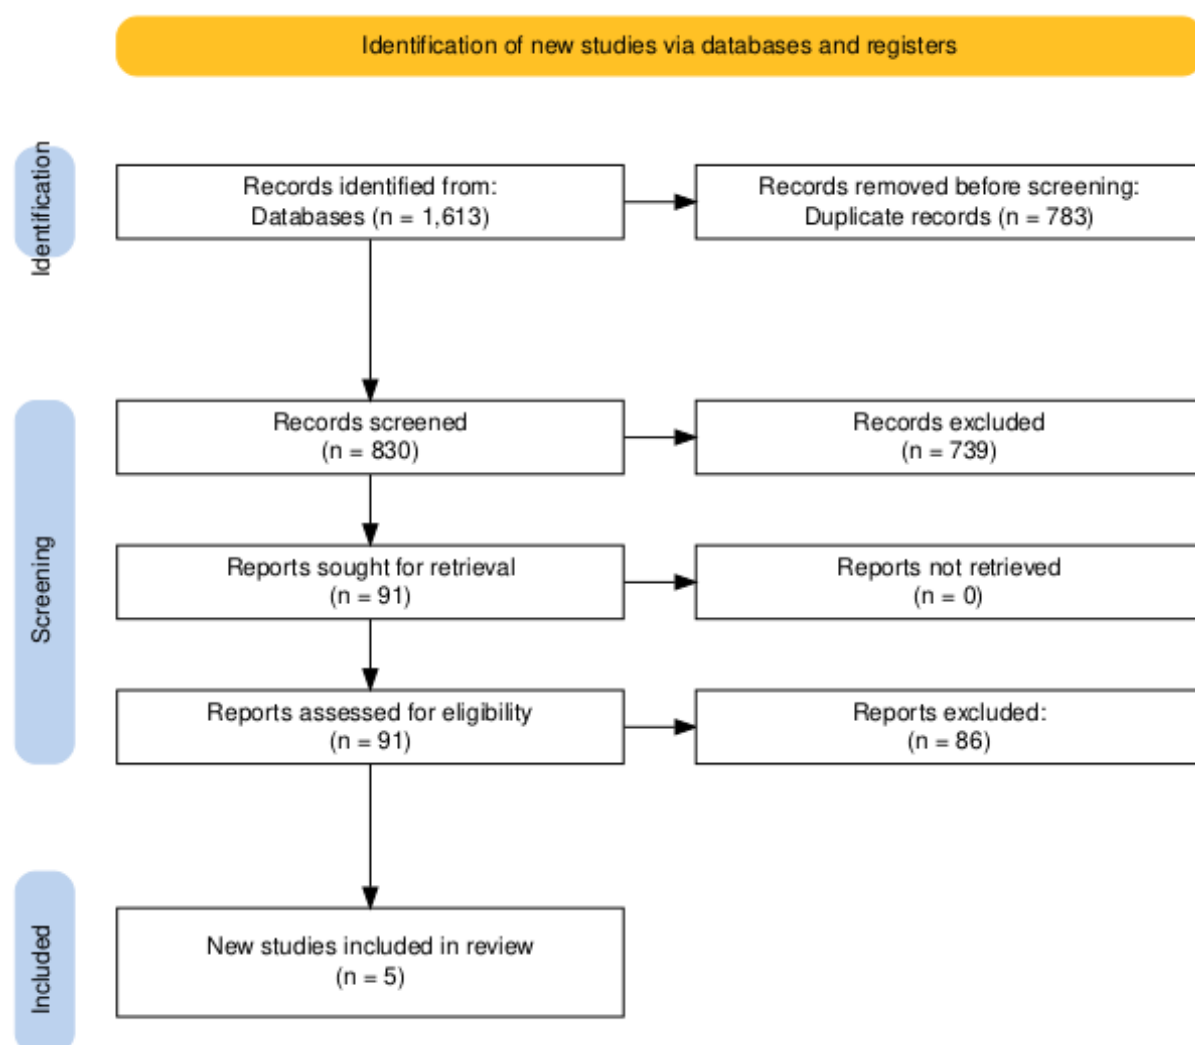 Identification of new studies via databases and registers
Identification
Records identified from:
Databases (n = 1,613)
Records removed before screening:
Duplicate records (n = 783)
Screening
Records screened
(n = 830)
Records excluded
(n = 739)
Reports sought for retrieval
(n = 91)
Reports not retrieved
(n = 0)
Reports assessed for eligibility
(n = 91)
Reports excluded:
(n = 86)
Included
New studies included in review
(n = 5)